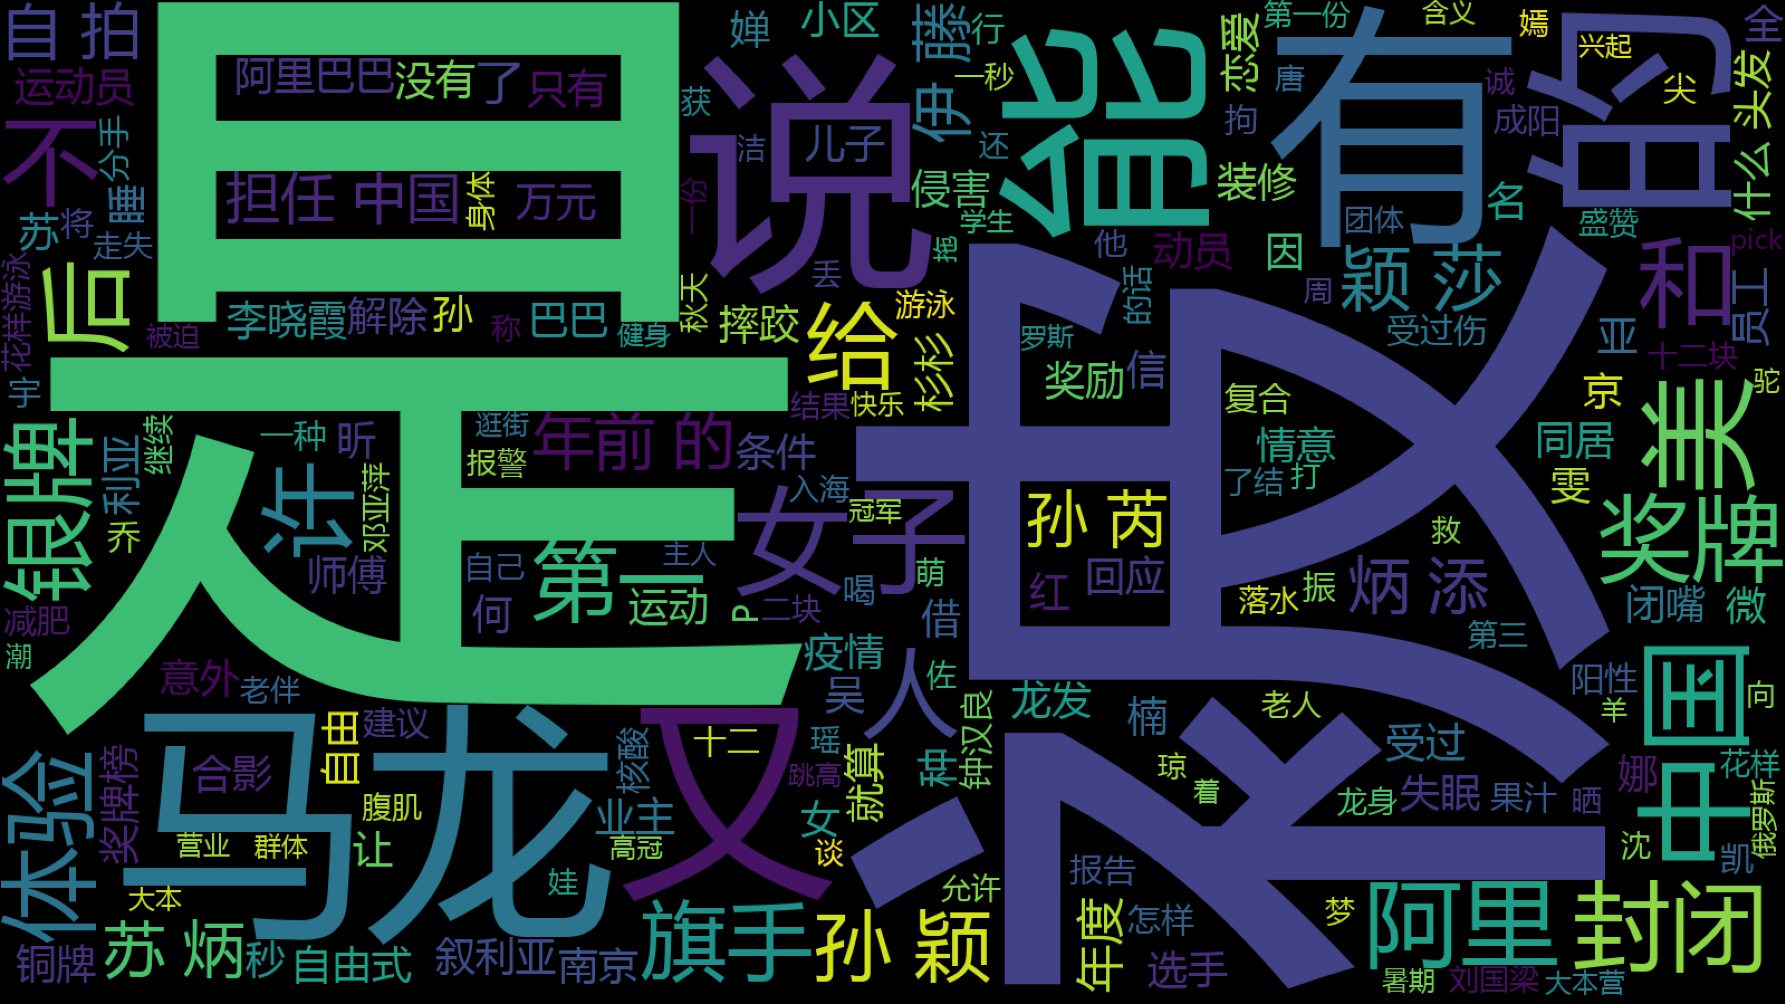 自 拍
是
婵
小区
伊 藤
行
第一份
含义
嫣
兴起
全
运动员
阿里巴巴
没有
了
只有
说
能
一秒
恋爱
唐
有
的
诚
尖
头发
不
分手
获
洁
儿子
还
拘
成阳
担任 中国
身体
万元
一份
侵害
学生
装修
名
什么
苏
将
睡
走失
他
动员
因
团体
盛赞
pick
花样游泳
后
丢
秋天
的话
周
颖 莎
和
员工
李晓霞
解除
孙
称
巴巴
健身
摔跤
给
游泳
罗斯
受过伤
亚
十二块
被迫
宇
杉杉
奖励
信
复合
京
美
驼
银牌
继续
利亚
一种
昕
逛街
年前 的
结果
快乐
条件
被
情意
同居
报警
许
邓亚萍
入海
女子
冠军
了结
打
雯
奖牌
乔
师傅
自己
第一
主人
孙 芮
救
减肥
何
运动
P
二块
喝
萌
借
红
回应
落水
振
炳 添
闭嘴
微
潮
意外
老伴
疫情
吴
人
佐
龙发
楠
老人
第三
阳性
羊
中国
向
体验
奖牌榜
马龙
合影
自由
建议
核酸
又
十二
瑶
跳高
就算
种
钟汉良
琼
着
受过
龙身
失眠
果汁
晒
娜
花样
俄罗斯
营业
群体
腹肌
让
业主
高冠
女
谈
沈
凯
大本
娃
允许
报告
年度
怎样
梦
阿里
封闭
铜牌
苏 炳
秒
自由式
叙利亚
南京
旗手
孙 颖
选手
暑期
刘国梁
大本营